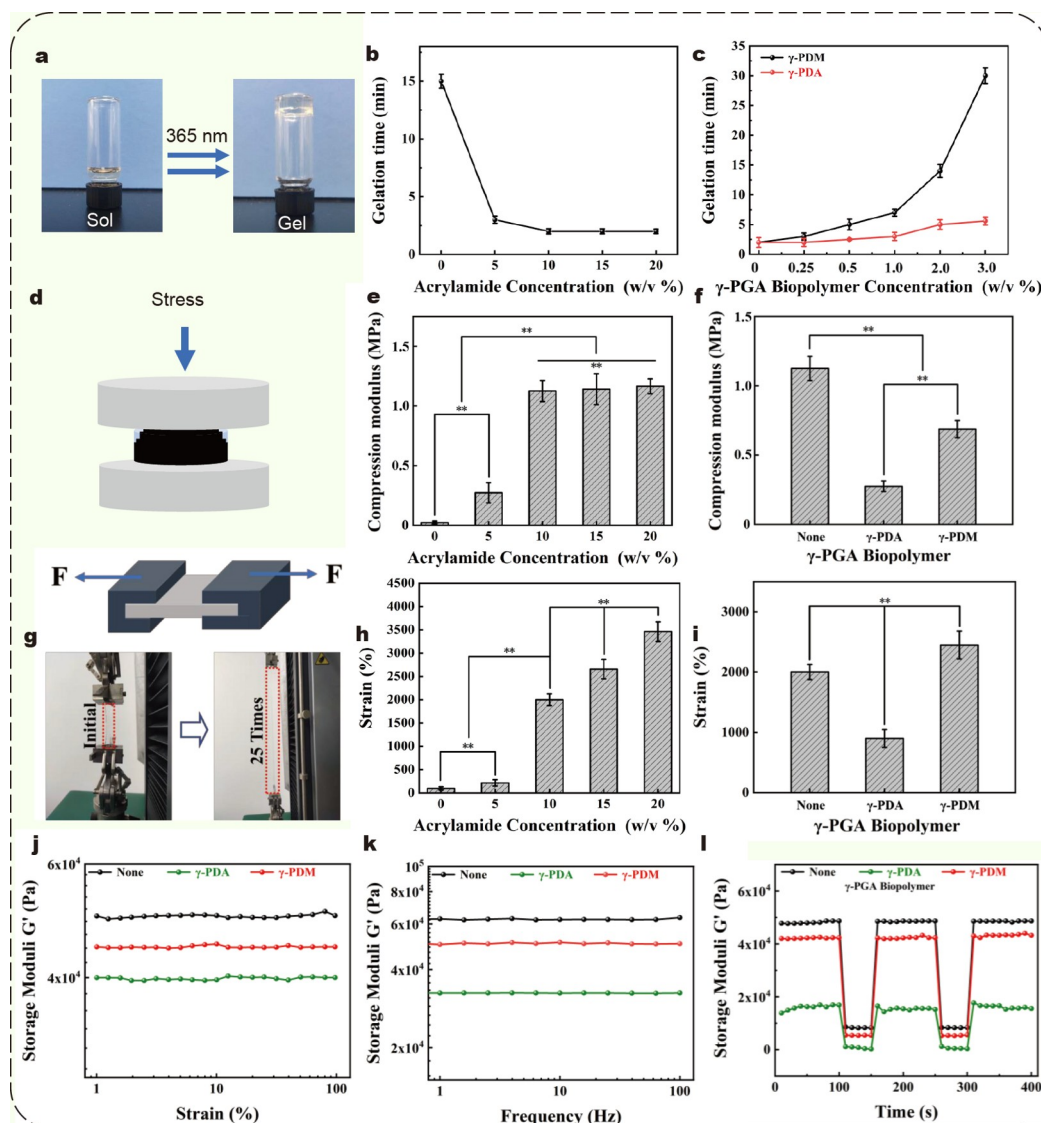 a
365 nm
Sol
Gel
b
Gelation time (min)
15
10
5
0
0 5 10 15 20
Acrylamide Concentration (w/v %)
c
γ-PDM
γ-PDA
Gelation time (min)
35
30
25
20
15
10
5
0
0 0.25 0.5 1.0 2.0 3.0
γ-PGA Biopolymer Concentration (w/v %)
d
Stress
e
Compression modulus (MPa)
1.5
1.0
0.5
0
**
**
**
0 5 10 15 20
Acrylamide Concentration (w/v %)
f
Compression modulus (MPa)
1.5
1.0
0.5
0
**
**
None γ-PDA γ-PDM
γ-PGA Biopolymer
F
F
g
Initial
25 Times
h
Strain (%)
4500
4000
3500
3000
2500
2000
1500
1000
500
0
**
**
**
0 5 10 15 20
Acrylamide Concentration (w/v %)
i
Strain (%)
3000
2000
1000
0
**
None γ-PDA γ-PDM
γ-PGA Biopolymer
j
Storage Moduli G' (Pa)
6x10⁴
4x10⁴
None γ-PDA γ-PDM
1 10 100
Strain (%)
k
Storage Moduli G' (Pa)
10⁵
8x10⁴
6x10⁴
4x10⁴
2x10⁴
None γ-PDA γ-PDM
1 10 100
Frequency (Hz)
l
Storage Moduli G' (Pa)
6x10⁴
4x10⁴
2x10⁴
0
None γ-PDA γ-PDM
γ-PGA Biopolymer
0 100 200 300 400
Time (s)